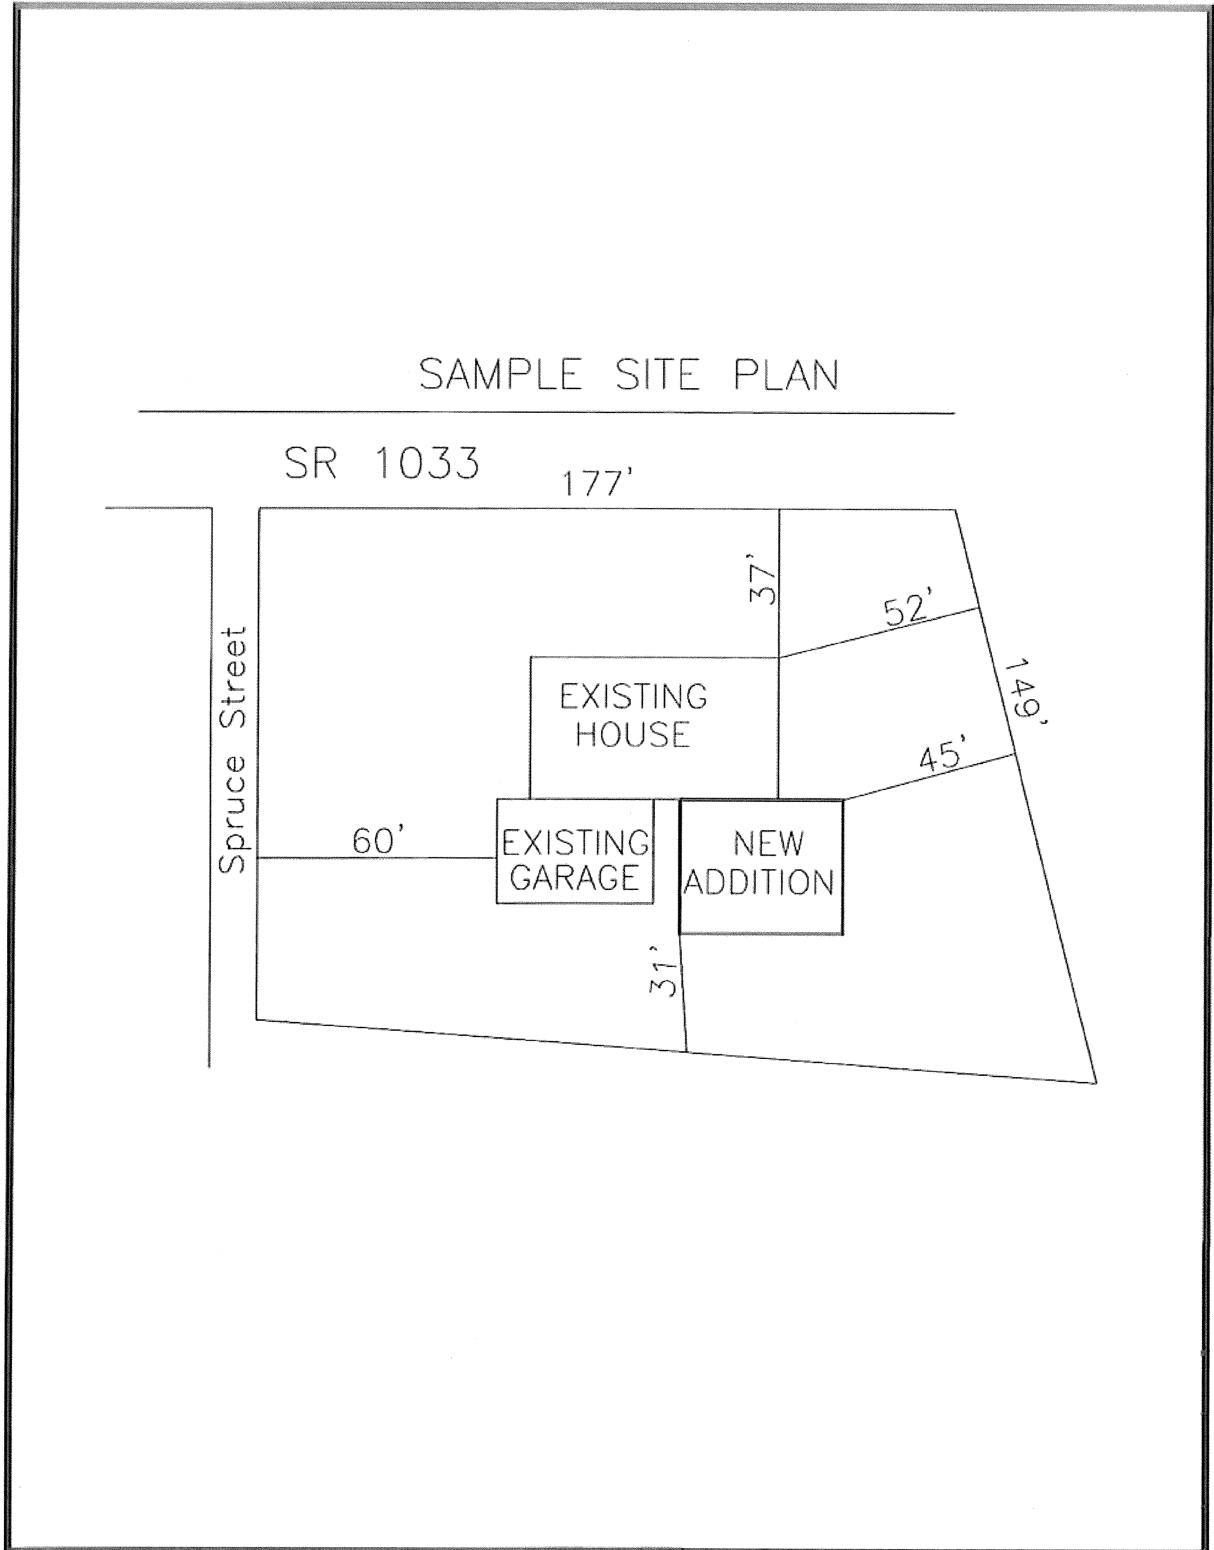 SAMPLE SITE PLAN
SR 1033
177'
37'
52'
149'
Spruce Street
EXISTING
HOUSE
45'
60'
EXISTING
GARAGE
NEW
ADDITION
31'